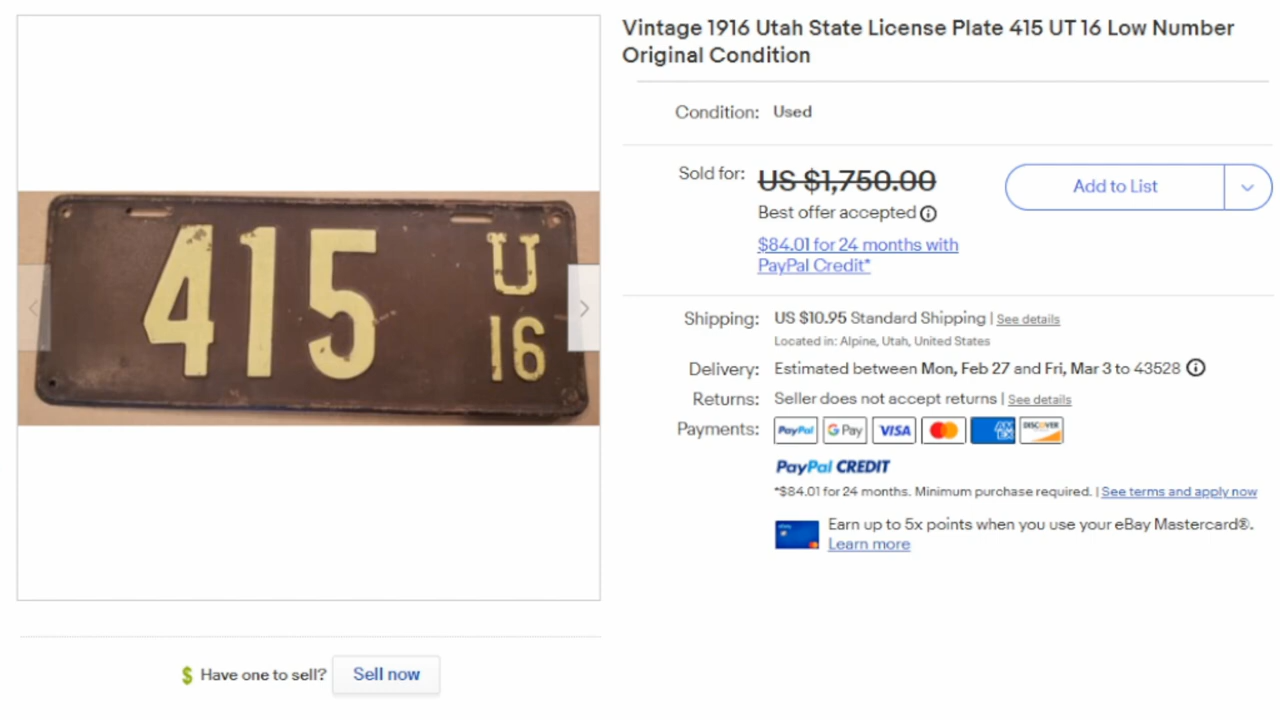 Vintage 1916 Utah State License Plate 415 UT 16 Low Number
Original Condition
Condition: Used
Sold for: US $1,750.00
Best offer accepted
$84.01 for 24 months with
PayPal Credit*
Add to List
415
U
16
Shipping: US $10.95 Standard Shipping | See details
Located in: Alpine, Utah, United States
Delivery: Estimated between Mon, Feb 27 and Fri, Mar 3 to 43528
Returns: Seller does not accept returns | See details
Payments: PayPal G Pay VISA AMEX DISCOVER
PayPal CREDIT
*$84.01 for 24 months. Minimum purchase required. | See terms and apply now
Earn up to 5x points when you use your eBay Mastercard®.
Learn more
$ Have one to sell? Sell now